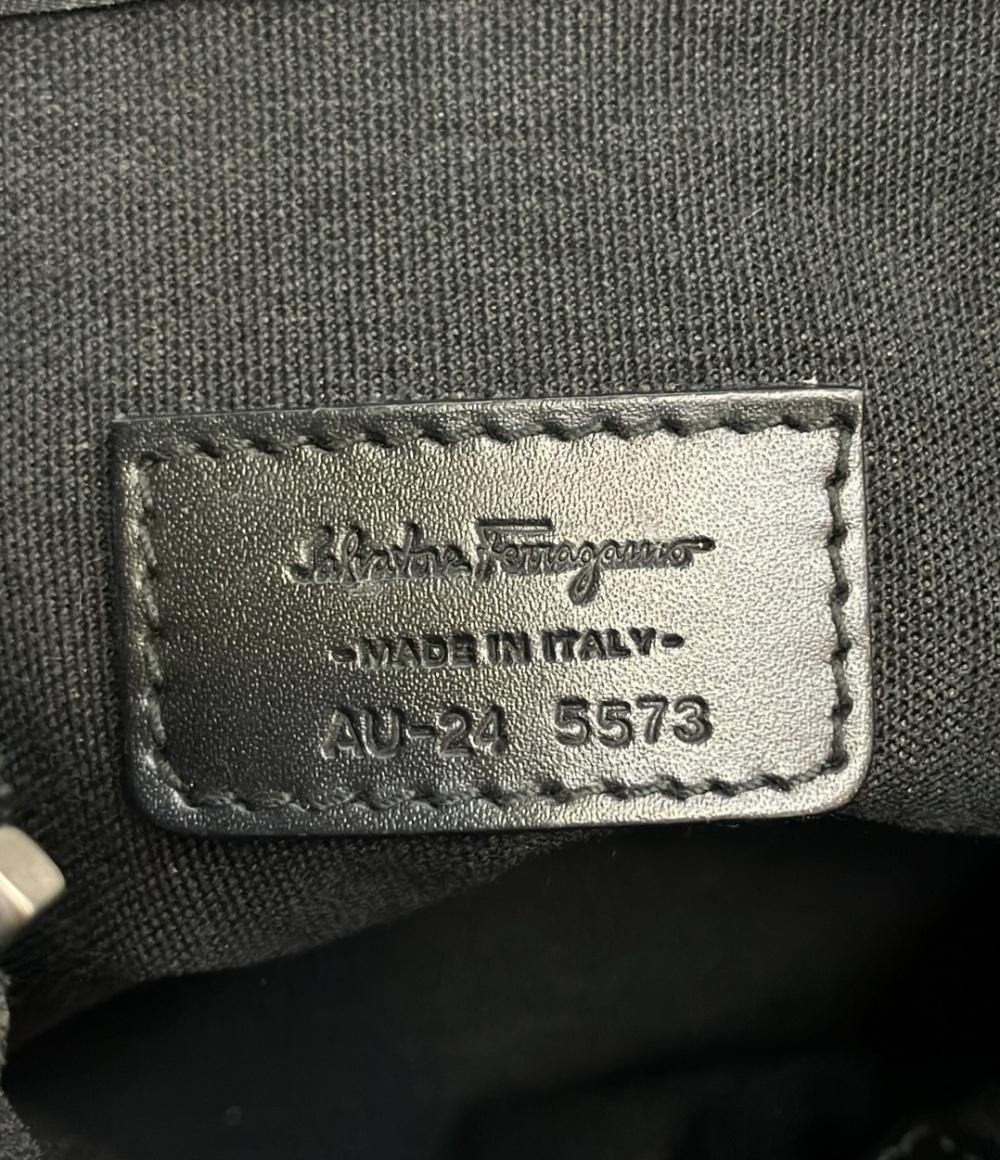 Salvatore Ferragamo
-MADE IN ITALY-
AU-24 5573